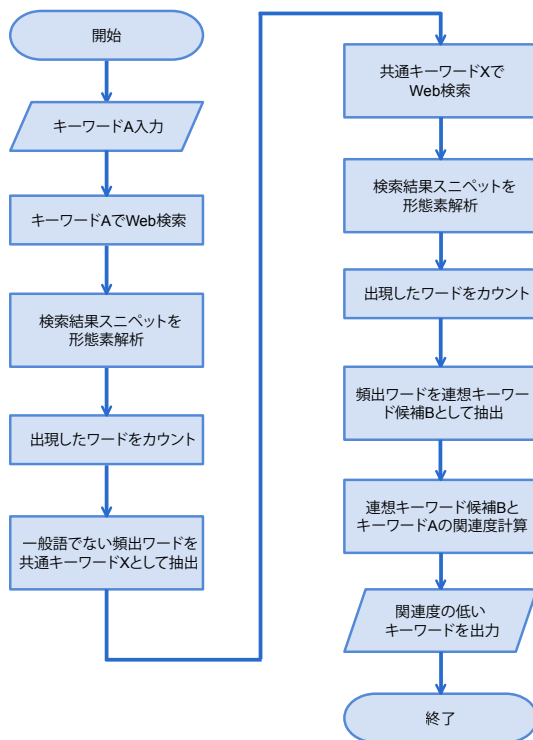 開始
キーワードA入力
キーワードAでWeb検索
検索結果スニペットを
形態素解析
出現したワードをカウント
一般語でない頻出ワードを
共通キーワードXとして抽出
共通キーワードXで
Web検索
検索結果スニペットを
形態素解析
出現したワードをカウント
頻出ワードを連想キーワー
ド候補Bとして抽出
連想キーワード候補Bと
キーワードAの関連度計算
関連度の低い
キーワードを出力
終了